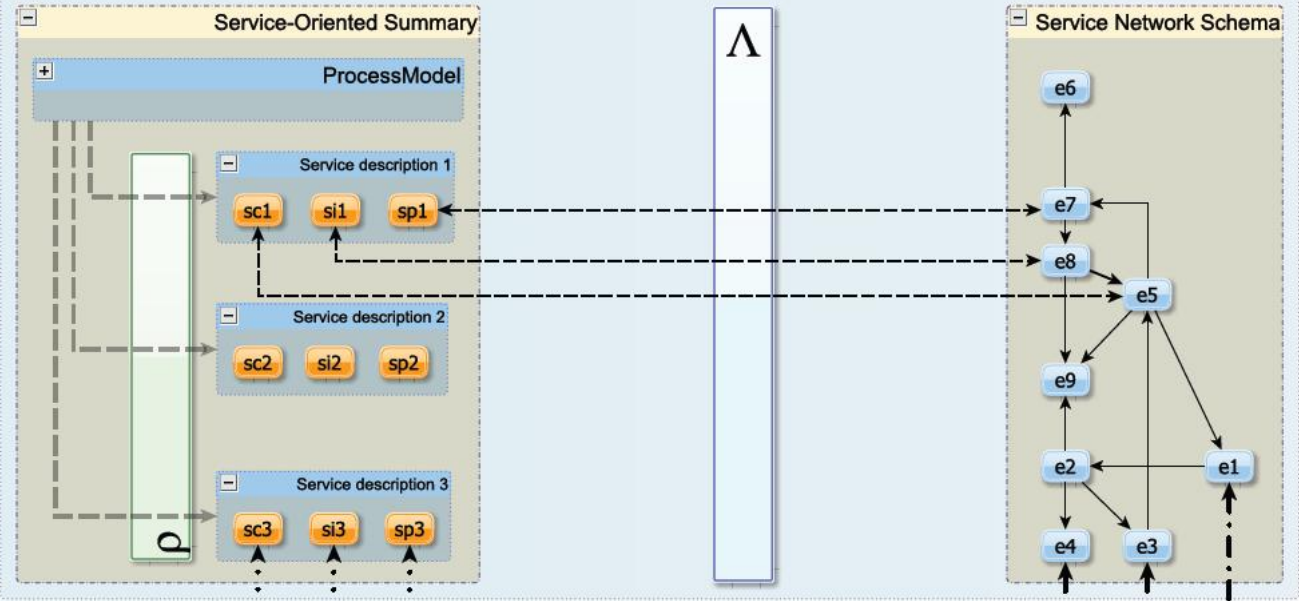 Service-Oriented Summary
ProcessModel
Service description 1
sc1 si1 sp1
Service description 2
sc2 si2 sp2
Service description 3
sc3 si3 sp3
ρ
Λ
Service Network Schema
e6
e7
e8
e5
e9
e2 e1
e4 e3